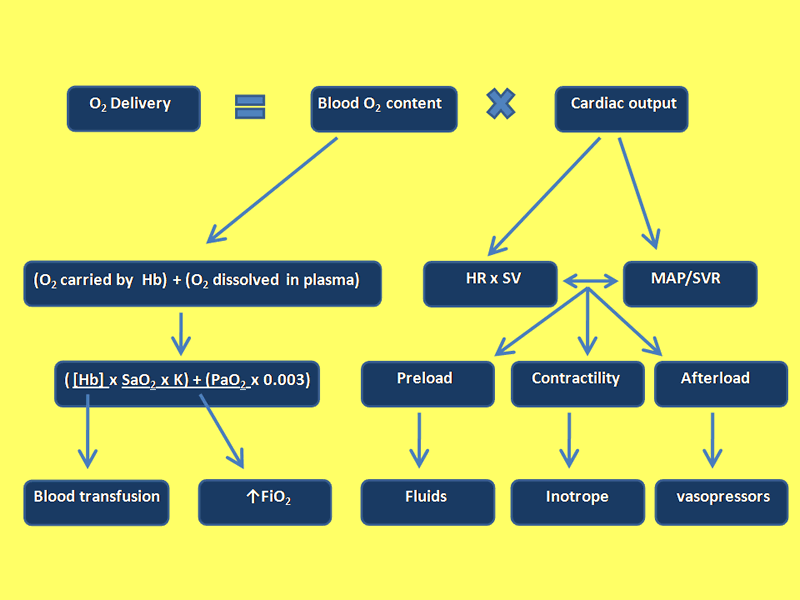 O₂ Delivery
Blood O₂ content
Cardiac output
(O₂ carried by Hb) + (O₂ dissolved in plasma)
HR x SV
MAP/SVR
( [Hb] x SaO₂ x K) + (PaO₂ x 0.003)
Preload
Contractility
Afterload
Blood transfusion
↑FiO₂
Fluids
Inotrope
vasopressors